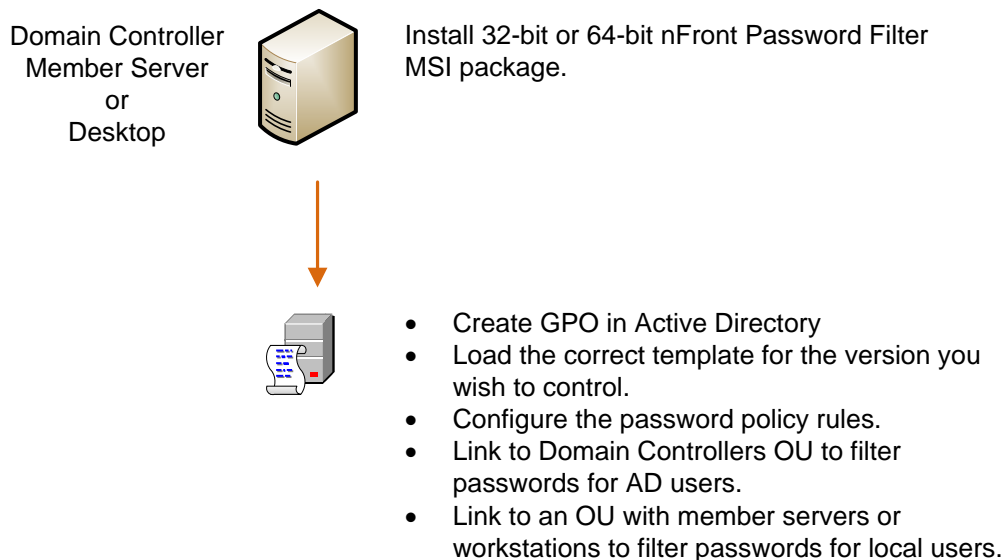 Domain Controller
Member Server
or
Desktop
Install 32-bit or 64-bit nFront Password Filter
MSI package.
• Create GPO in Active Directory
• Load the correct template for the version you
wish to control.
• Configure the password policy rules.
• Link to Domain Controllers OU to filter
passwords for AD users.
• Link to an OU with member servers or
workstations to filter passwords for local users.